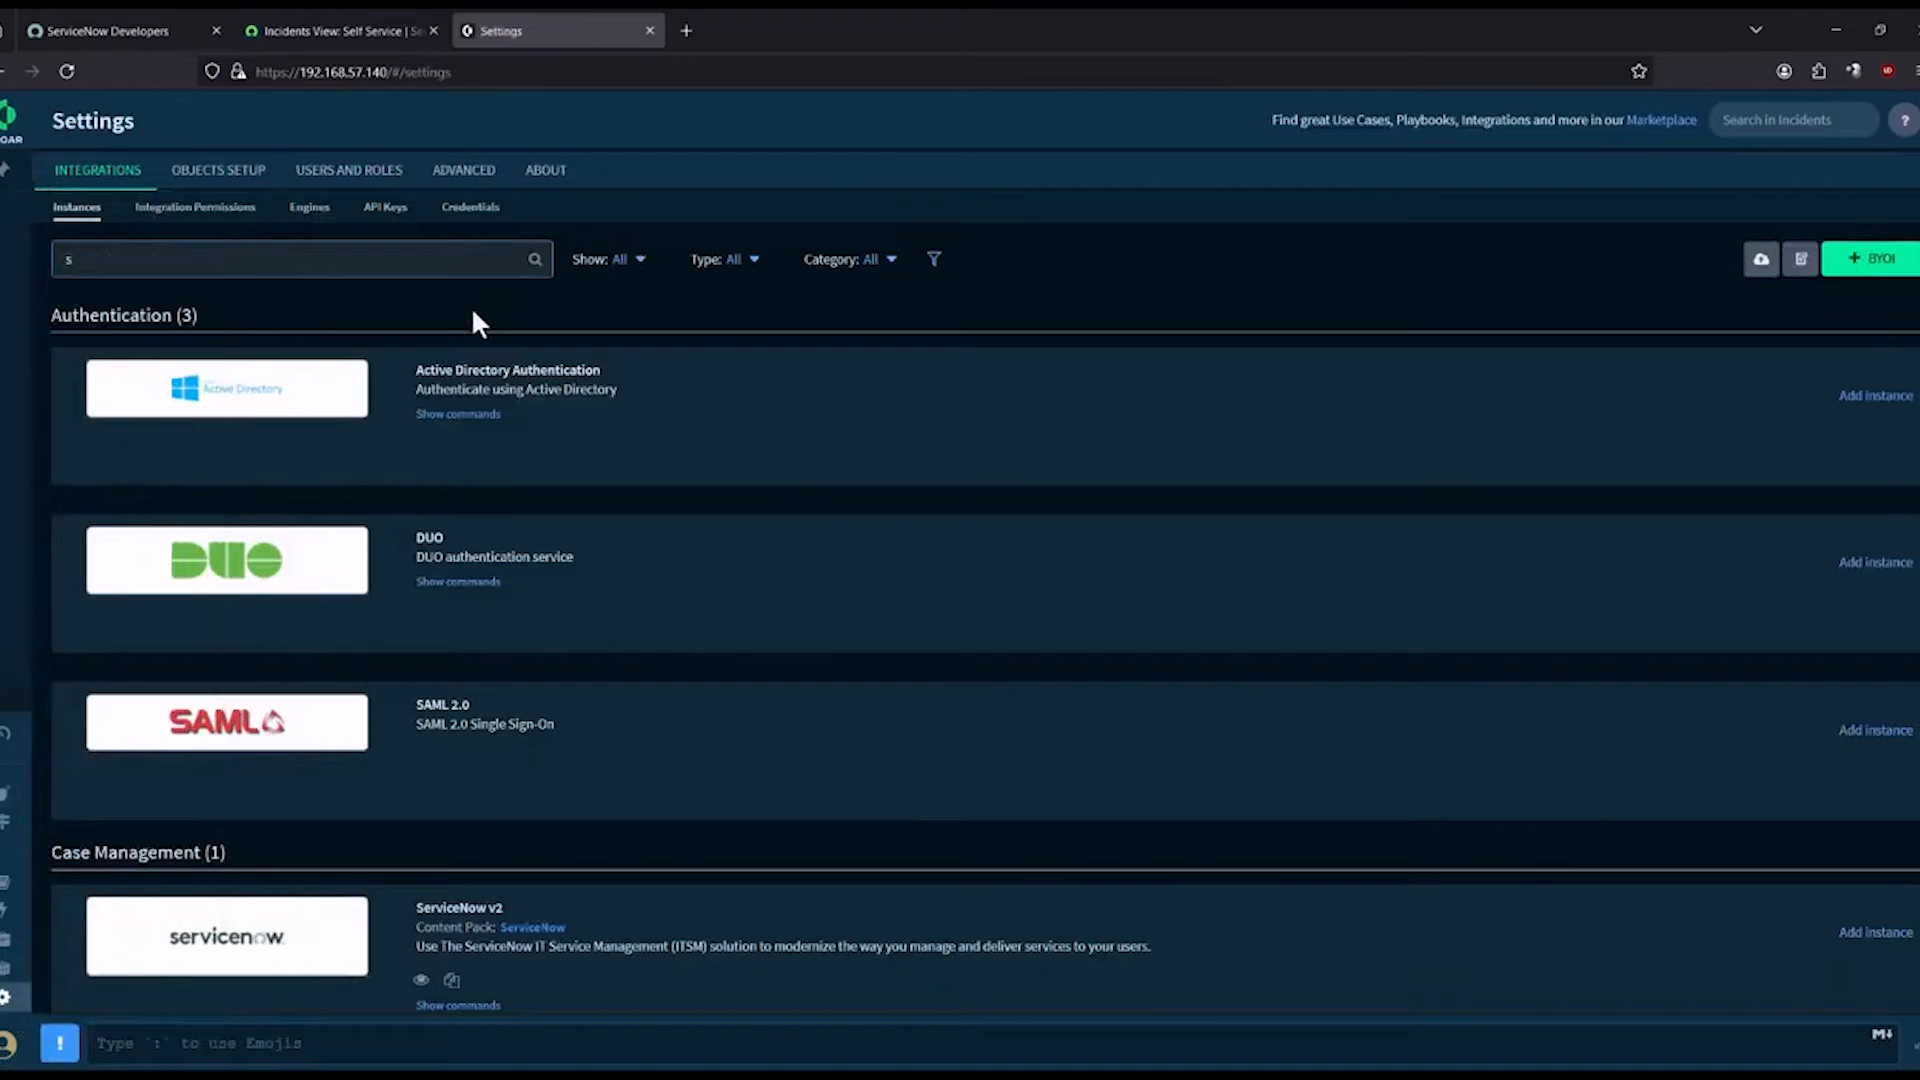 ServiceNow Developers
Incidents View: Self Service | Se
Settings
https://192.168.57.140/#/settings
OAR
Settings
Find great Use Cases, Playbooks, Integrations and more in our Marketplace
Search in Incidents
?
INTEGRATIONS
OBJECTS SETUP
USERS AND ROLES
ADVANCED
ABOUT
Instances
Integration Permissions
Engines
API Keys
Credentials
s
Show: All
Type: All
Category: All
+ BYOI
Authentication (3)
Active Directory
Active Directory Authentication
Authenticate using Active Directory
Show commands
Add instance
DUO
DUO
DUO authentication service
Show commands
Add instance
SAML
SAML 2.0
SAML 2.0 Single Sign-On
Add instance
Case Management (1)
servicenow.
ServiceNow v2
Content Pack: ServiceNow
Use The ServiceNow IT Service Management (ITSM) solution to modernize the way you manage and deliver services to your users.
Add instance
Show commands
!
Type `:` to use Emojis
M↓